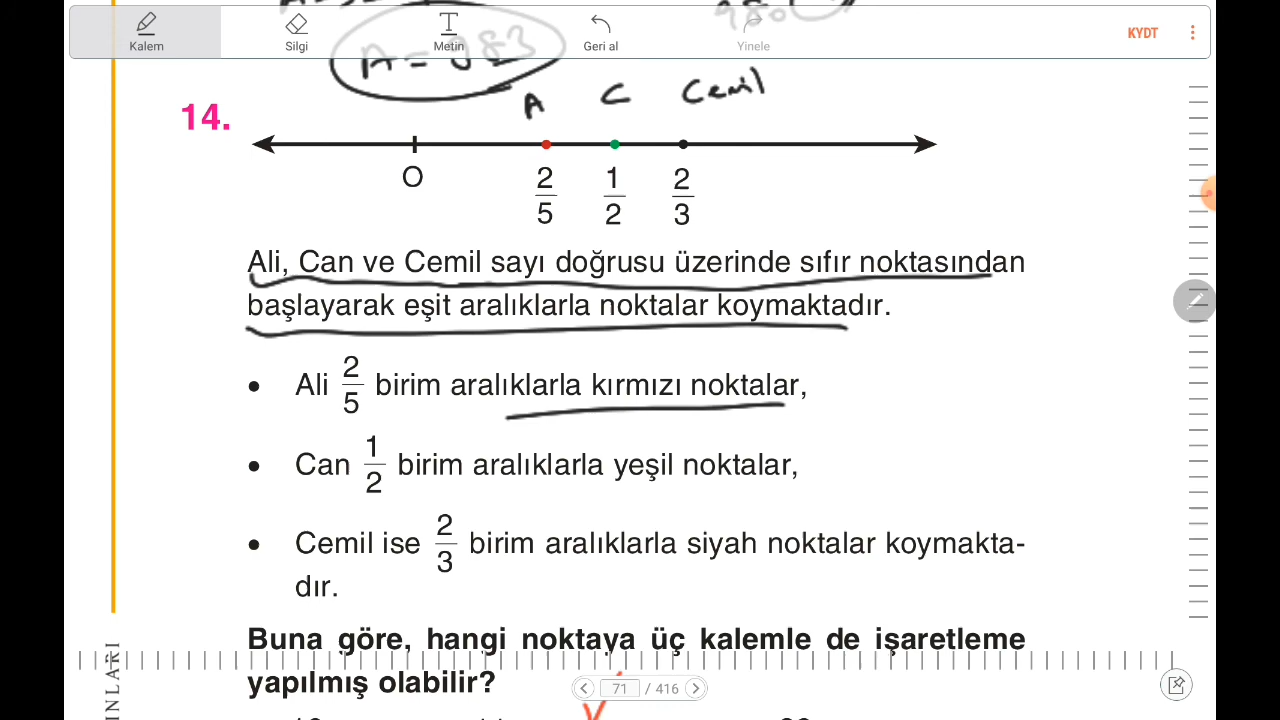 Kalem Silgi Metin Geri al Yinele KYDT
A = 983
A C Cemil
14.
O 2/5 1/2 2/3
Ali, Can ve Cemil sayı doğrusu üzerinde sıfır noktasından
başlayarak eşit aralıklarla noktalar koymaktadır.
• Ali 2/5 birim aralıklarla kırmızı noktalar,
• Can 1/2 birim aralıklarla yeşil noktalar,
• Cemil ise 2/3 birim aralıklarla siyah noktalar koymakta-
dır.
Buna göre, hangi noktaya üç kalemle de işaretleme
yapılmış olabilir?
71 / 416
INLARI